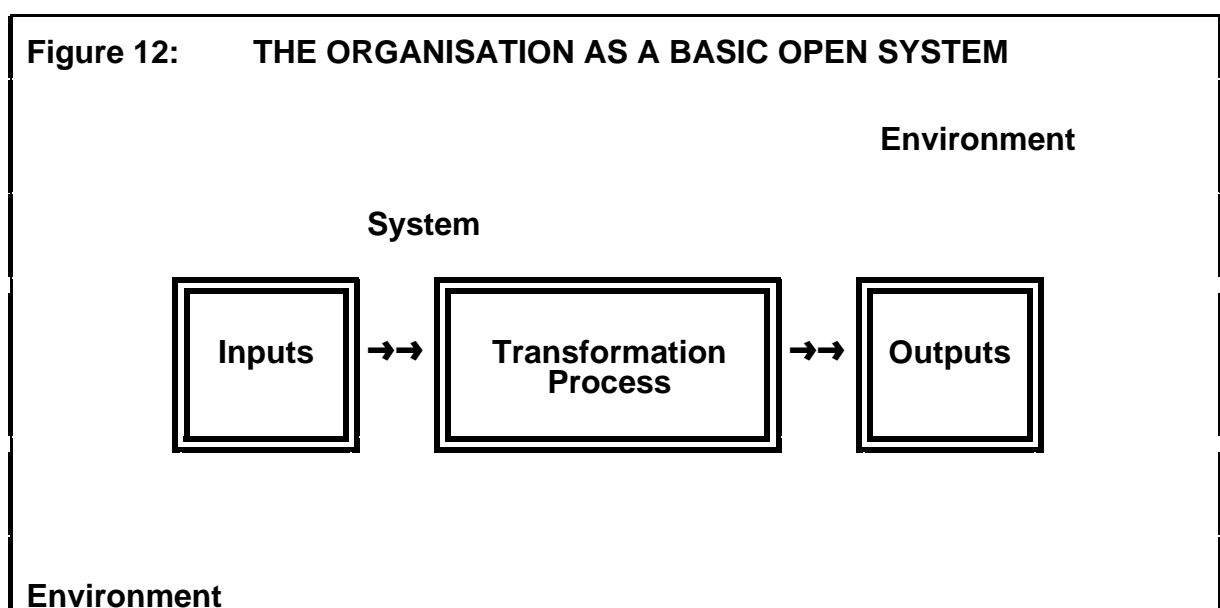 Figure 12: THE ORGANISATION AS A BASIC OPEN SYSTEM
Environment
System
Inputs →→ Transformation Process →→ Outputs
Environment